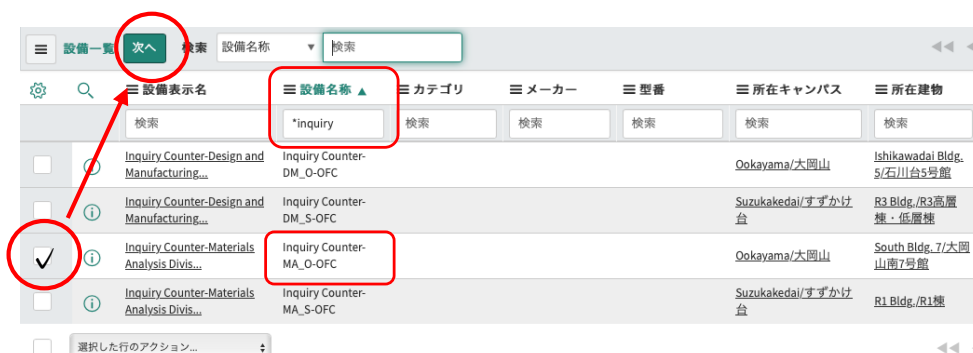 設備一覧 次へ 検索 設備名称 検索
設備表示名 設備名称 カテゴリ メーカー 型番 所在キャンパス 所在建物
検索 *inquiry 検索 検索 検索 検索 検索
Inquiry Counter-Design and Inquiry Counter- Ishikawadai Bldg.
Manufacturing... DM_O-OFC Ookayama/大岡山 5/石川台5号館
Inquiry Counter-Design and Inquiry Counter- Suzukakedai/すずかけ R3 Bldg./R3高層
Manufacturing... DM_S-OFC 台 棟・低層棟
Inquiry Counter-Materials Inquiry Counter- South Bldg. 7/大岡
Analysis Divis... MA_O-OFC Ookayama/大岡山 山南7号館
Inquiry Counter-Materials Inquiry Counter- Suzukakedai/すずかけ
Analysis Divis... MA_S-OFC 台 R1 Bldg./R1棟
選択した行のアクション...